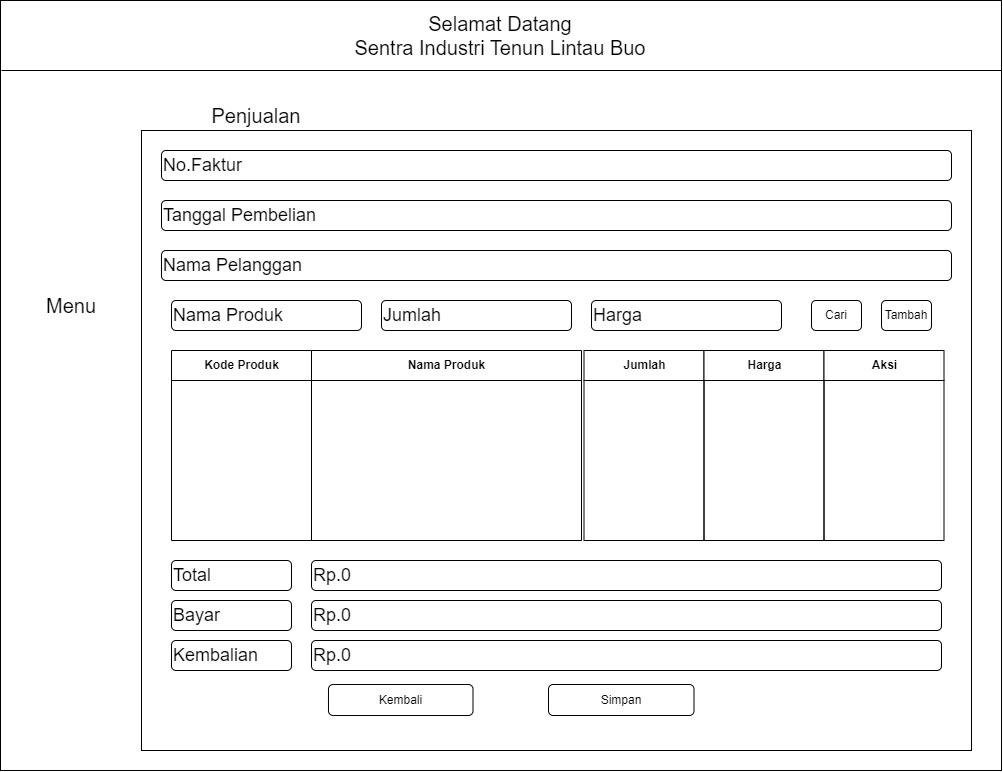 Selamat Datang
Sentra Industri Tenun Lintau Buo
Penjualan
No.Faktur
Tanggal Pembelian
Nama Pelanggan
Menu
Nama Produk Jumlah Harga Cari Tambah
Kode Produk Nama Produk Jumlah Harga Aksi
Total Rp.0
Bayar Rp.0
Kembalian Rp.0
Kembali Simpan